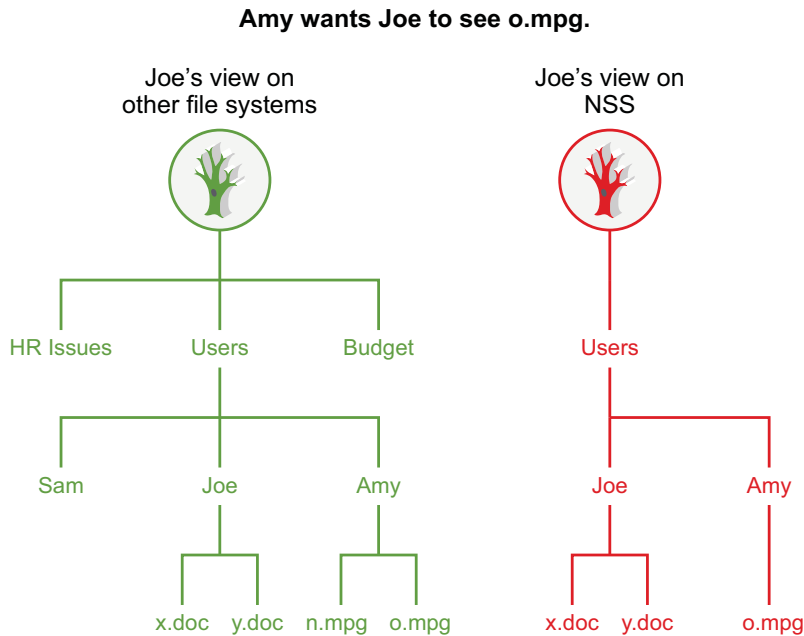 Amy wants Joe to see o.mpg.
Joe’s view on
other file systems
Joe’s view on
NSS
HR Issues
Users
Budget
Users
Sam
Joe
Amy
Joe
Amy
x.doc
y.doc
n.mpg
o.mpg
x.doc
y.doc
o.mpg